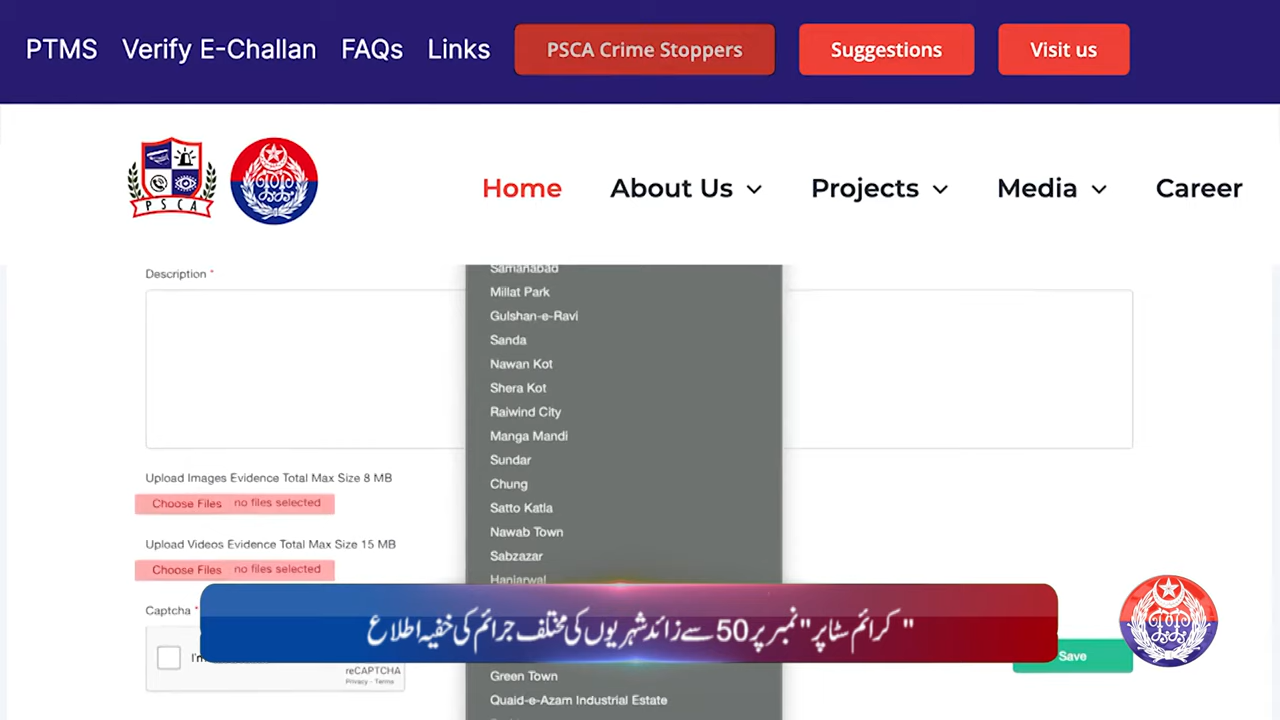 PTMS Verify E-Challan FAQs Links PSCA Crime Stoppers Suggestions Visit us
PSCA
Home About Us Projects Media Career
Description *
Samanabad
Millat Park
Gulshan-e-Ravi
Sanda
Nawan Kot
Shera Kot
Raiwind City
Manga Mandi
Sundar
Chung
Satto Katla
Nawab Town
Sabzazar
Hanjarwal
Upload Images Evidence Total Max Size 8 MB
Choose Files no files selected
Upload Videos Evidence Total Max Size 15 MB
Choose Files no files selected
Captcha *
I'm
reCAPTCHA
Privacy - Terms
"کرائم سٹاپر" نمبر پر 50 سے زائد شہریوں کی مختلف جرائم کی خفیہ اطلاع
Save
Green Town
Quaid-e-Azam Industrial Estate